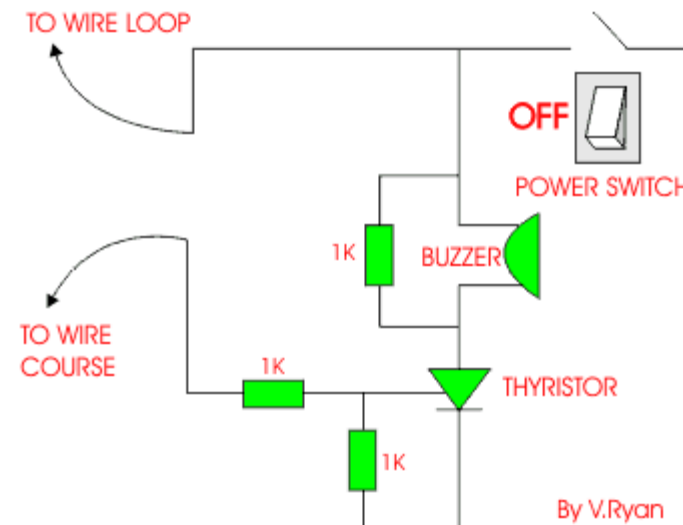 TO WIRE LOOP
OFF
POWER SWITCH
1K
BUZZER
TO WIRE
COURSE
1K
THYRISTOR
1K
By V.Ryan